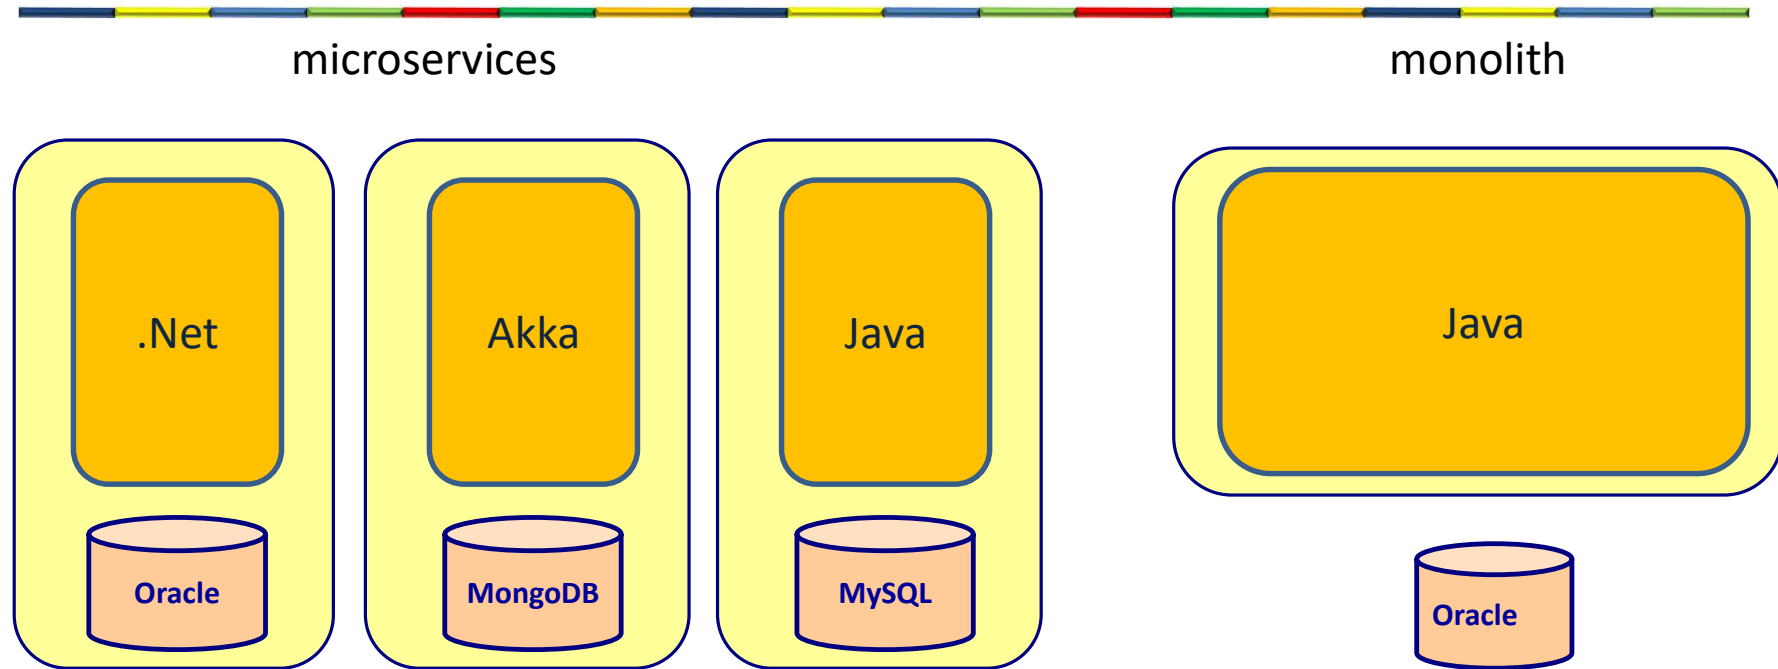 microservices
monolith
.Net
Akka
Java
Java
Oracle
MongoDB
MySQL
Oracle